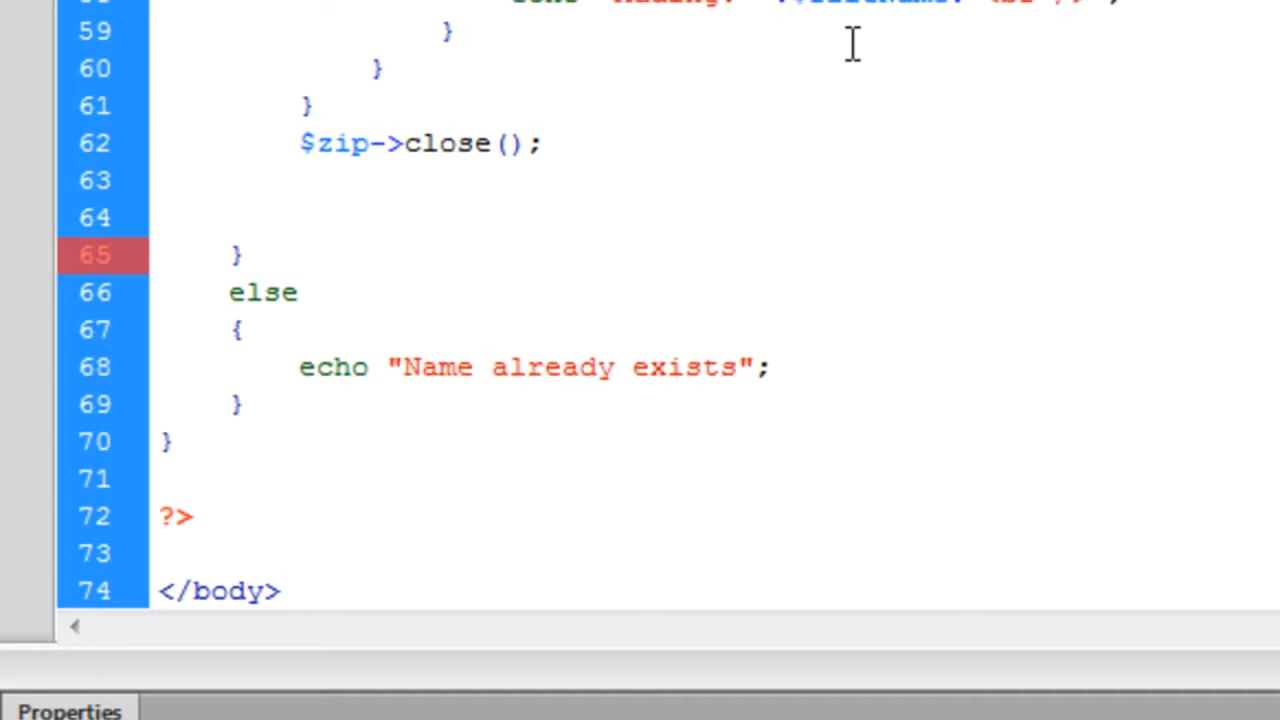 59 }
60 }
61 }
62 $zip->close();
63
64
65 }
66 else
67 {
68 echo "Name already exists";
69 }
70 }
71
72 ?>
73
74 </body>
Properties